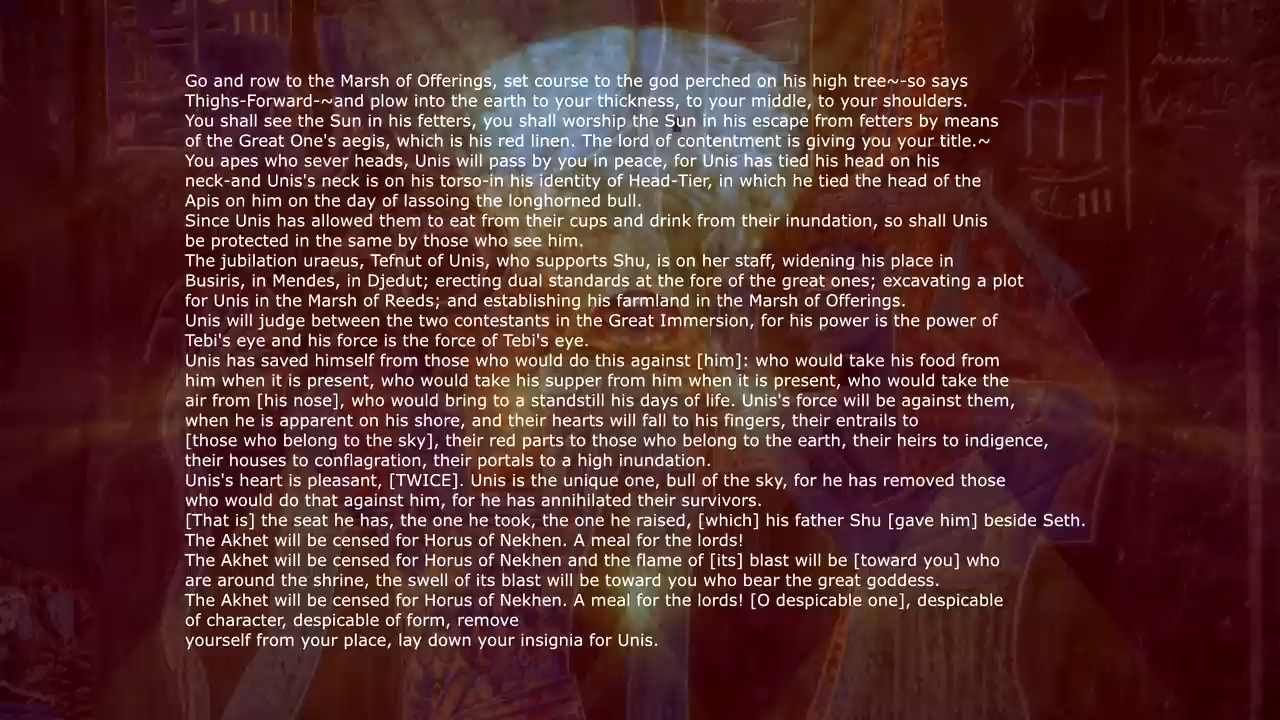 Go and row to the Marsh of Offerings, set course to the god perched on his high tree~-so says
Thighs-Forward-~and plow into the earth to your thickness, to your middle, to your shoulders.
You shall see the Sun in his fetters, you shall worship the Sun in his escape from fetters by means
of the Great One's aegis, which is his red linen. The lord of contentment is giving you your title.~
You apes who sever heads, Unis will pass by you in peace, for Unis has tied his head on his
neck-and Unis's neck is on his torso-in his identity of Head-Tier, in which he tied the head of the
Apis on him on the day of lassoing the longhorned bull.
Since Unis has allowed them to eat from their cups and drink from their inundation, so shall Unis
be protected in the same by those who see him.
The jubilation uraeus, Tefnut of Unis, who supports Shu, is on her staff, widening his place in
Busiris, in Mendes, in Djedut; erecting dual standards at the fore of the great ones; excavating a plot
for Unis in the Marsh of Reeds; and establishing his farmland in the Marsh of Offerings.
Unis will judge between the two contestants in the Great Immersion, for his power is the power of
Tebi's eye and his force is the force of Tebi's eye.
Unis has saved himself from those who would do this against [him]: who would take his food from
him when it is present, who would take his supper from him when it is present, who would take the
air from [his nose], who would bring to a standstill his days of life. Unis's force will be against them,
when he is apparent on his shore, and their hearts will fall to his fingers, their entrails to
[those who belong to the sky], their red parts to those who belong to the earth, their heirs to indigence,
their houses to conflagration, their portals to a high inundation.
Unis's heart is pleasant, [TWICE]. Unis is the unique one, bull of the sky, for he has removed those
who would do that against him, for he has annihilated their survivors.
[That is] the seat he has, the one he took, the one he raised, [which] his father Shu [gave him] beside Seth.
The Akhet will be censed for Horus of Nekhen. A meal for the lords!
The Akhet will be censed for Horus of Nekhen and the flame of [its] blast will be [toward you] who
are around the shrine, the swell of its blast will be toward you who bear the great goddess.
The Akhet will be censed for Horus of Nekhen. A meal for the lords! [O despicable one], despicable
of character, despicable of form, remove
yourself from your place, lay down your insignia for Unis.